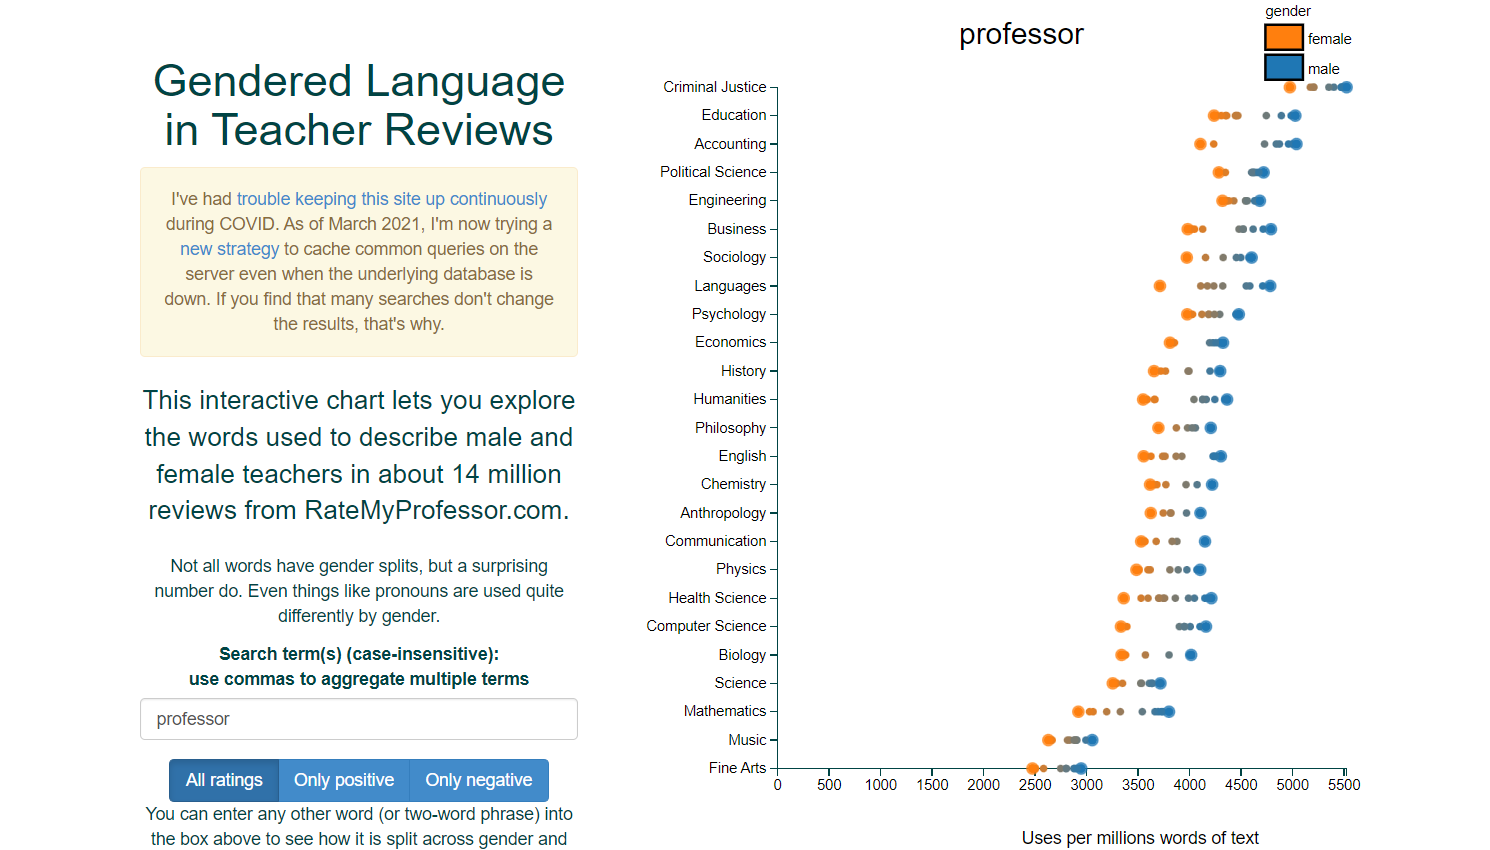 Gendered Language
in Teacher Reviews
I've had trouble keeping this site up continuously
during COVID. As of March 2021, I'm now trying a
new strategy to cache common queries on the
server even when the underlying database is
down. If you find that many searches don't change
the results, that's why.
This interactive chart lets you explore
the words used to describe male and
female teachers in about 14 million
reviews from RateMyProfessor.com.
Not all words have gender splits, but a surprising
number do. Even things like pronouns are used quite
differently by gender.
Search term(s) (case-insensitive):
use commas to aggregate multiple terms
professor
All ratings Only positive Only negative
You can enter any other word (or two-word phrase) into
the box above to see how it is split across gender and
professor
gender
female
male
Criminal Justice
Education
Accounting
Political Science
Engineering
Business
Sociology
Languages
Psychology
Economics
History
Humanities
Philosophy
English
Chemistry
Anthropology
Communication
Physics
Health Science
Computer Science
Biology
Science
Mathematics
Music
Fine Arts
0 500 1000 1500 2000 2500 3000 3500 4000 4500 5000 5500
Uses per millions words of text